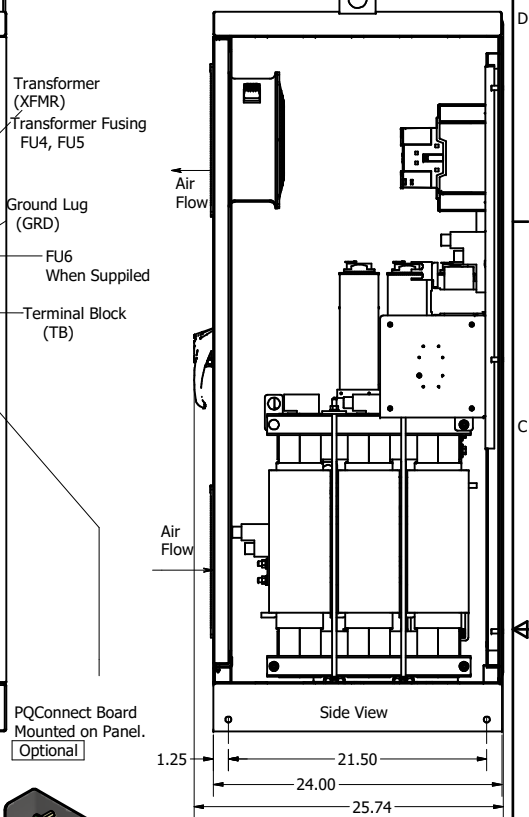 D
Transformer
(XFMR)
Transformer Fusing
FU4, FU5
Air
Flow
Ground Lug
(GRD)
FU6
When Suppiled
Terminal Block
(TB)
C
Air
Flow
PQConnect Board
Mounted on Panel.
Optional
Side View
1.25
21.50
24.00
25.74